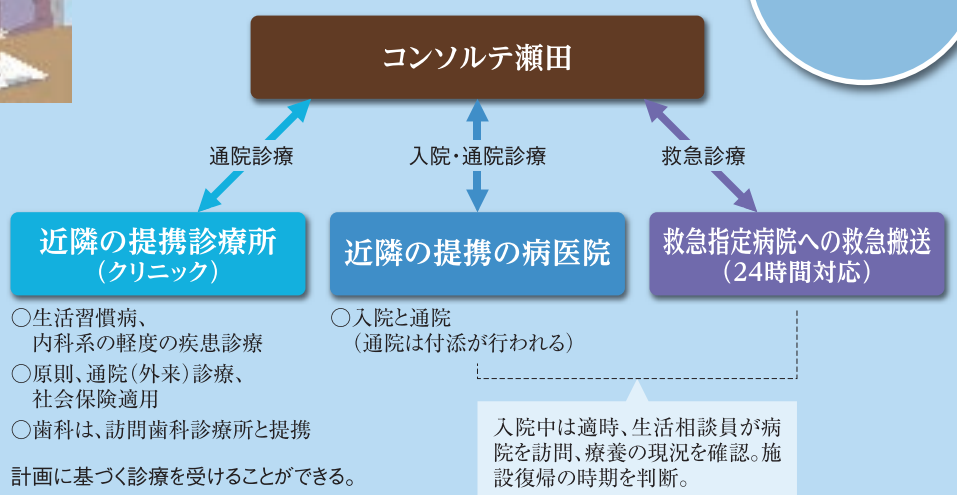 コンソルテ瀬田
通院診療
入院・通院診療
救急診療
近隣の提携診療所
（クリニック）
近隣の提携の病医院
救急指定病院への救急搬送
（24時間対応）
○生活習慣病、
内科系の軽度の疾患診療
○原則、通院（外来）診療、
社会保険適用
○歯科は、訪問歯科診療所と提携
計画に基づく診療を受けることができる。
○入院と通院
（通院は付添が行われる）
入院中は適時、生活相談員が病
院を訪問、療養の現況を確認。施
設復帰の時期を判断。